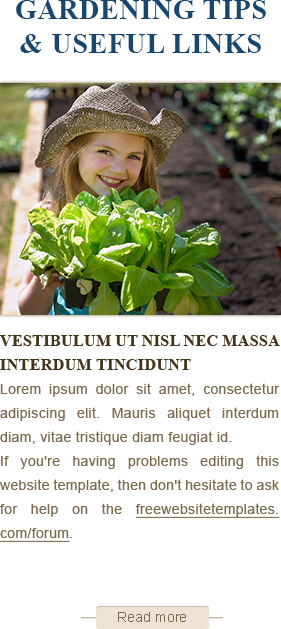 GARDENING TIPS
& USEFUL LINKS
VESTIBULUM UT NISL NEC MASSA
INTERDUM TINCIDUNT
Lorem ipsum dolor sit amet, consectetur
adipiscing elit. Mauris aliquet interdum
diam, vitae tristique diam feugiat id.
If you're having problems editing this
website template, then don't hesitate to ask
for help on the freewebsitetemplates.
com/forum.
Read more